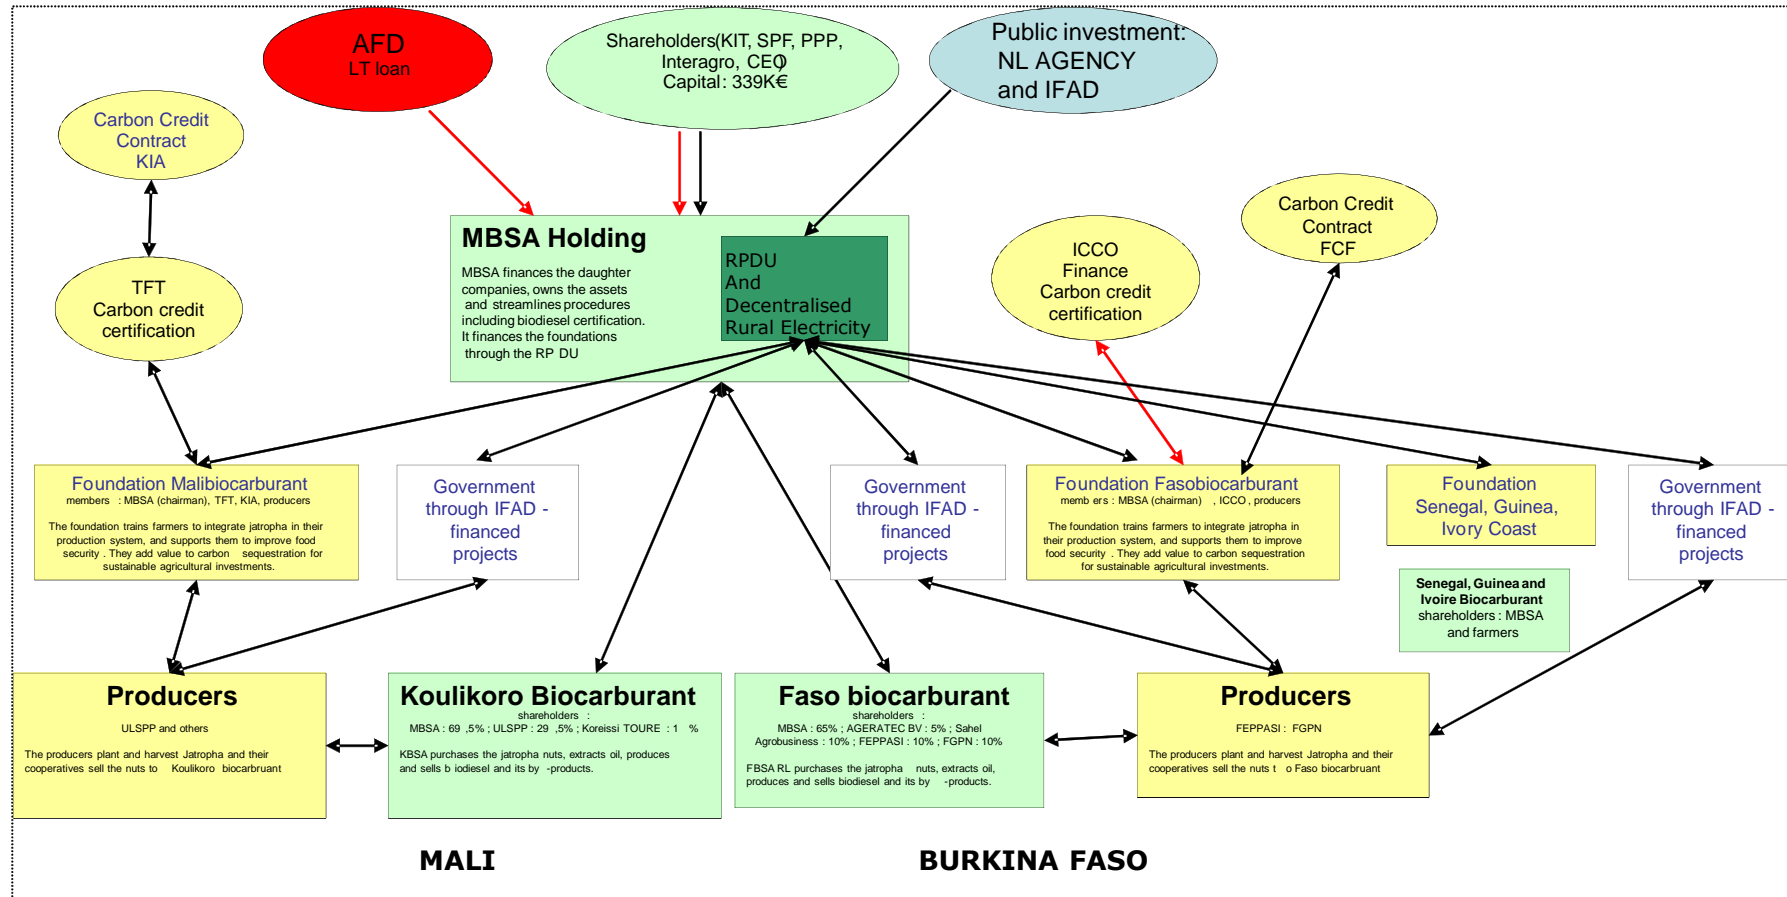 AFD
LT loan
Shareholders(KIT, SPF, PPP,
Interagro, CEO)
Capital: 339K€
Public investment:
NL AGENCY
and IFAD
Carbon Credit
Contract
KIA
TFT
Carbon credit
certification
MBSA Holding
MBSA finances the daughter
companies, owns the assets
and streamlines procedures
including biodiesel certification.
It finances the foundations
through the RP DU
RPDU
And
Decentralised
Rural Electricity
ICCO
Finance
Carbon credit
certification
Carbon Credit
Contract
FCF
Foundation Malibiocarburant
members : MBSA (chairman), TFT, KIA, producers
The foundation trains farmers to integrate jatropha in their
production system, and supports them to improve food
security . They add value to carbon sequestration for
sustainable agricultural investments.
Government
through IFAD -
financed
projects
Government
through IFAD -
financed
projects
Foundation Fasobiocarburant
memb ers : MBSA (chairman) , ICCO , producers
The foundation trains farmers to integrate jatropha in
their production system, and supports them to improve
food security . They add value to carbon sequestration
for sustainable agricultural investments.
Foundation
Senegal, Guinea,
Ivory Coast
Government
through IFAD -
financed
projects
Senegal, Guinea and
Ivoire Biocarburant
shareholders : MBSA
and farmers
Producers
ULSPP and others
The producers plant and harvest Jatropha and their
cooperatives sell the nuts to Koulikoro biocarbruant
Koulikoro Biocarburant
shareholders :
MBSA : 69 ,5% ; ULSPP : 29 ,5% ; Koreissi TOURE : 1 %
KBSA purchases the jatropha nuts, extracts oil, produces
and sells b iodiesel and its by -products.
Faso biocarburant
shareholders :
MBSA : 65% ; AGERATEC BV : 5% ; Sahel
Agrobusiness : 10% ; FEPPASI : 10% ; FGPN : 10%
FBSA RL purchases the jatropha nuts, extracts oil,
produces and sells biodiesel and its by -products.
Producers
FEPPASI : FGPN
The producers plant and harvest Jatropha and their
cooperatives sell the nuts t o Faso biocarbruant
MALI
BURKINA FASO